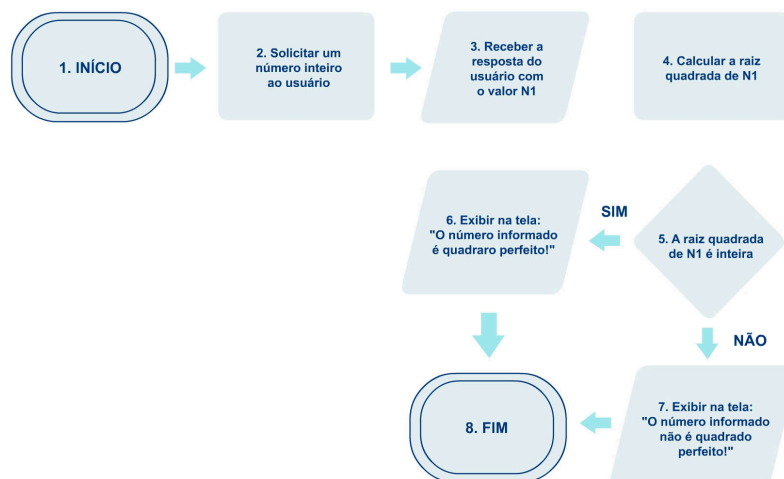 1. INÍCIO
2. Solicitar um
número inteiro
ao usuário
3. Receber a
resposta do
usuário com
o valor N1
4. Calcular a raiz
quadrada de N1
5. A raiz quadrada
de N1 é inteira
SIM
6. Exibir na tela:
"O número informado
é quadraro perfeito!"
NÃO
7. Exibir na tela:
"O número informado
não é quadrado
perfeito!"
8. FIM